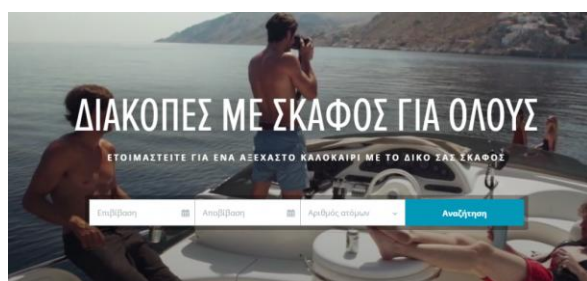 ΔΙΑΚΟΠΕΣ ΜΕ ΣΚΑΦΟΣ ΓΙΑ ΟΛΟΥΣ
ΕΤΟΙΜΑΣΤΕΙΤΕ ΓΙΑ ΕΝΑ ΑΞΕΧΑΣΤΟ ΚΑΛΟΚΑΙΡΙ ΜΕ ΤΟ ΔΙΚΟ ΣΑΣ ΣΚΑΦΟΣ
Επιβίβαση Αποβίβαση Αριθμός ατόμων Αναζήτηση